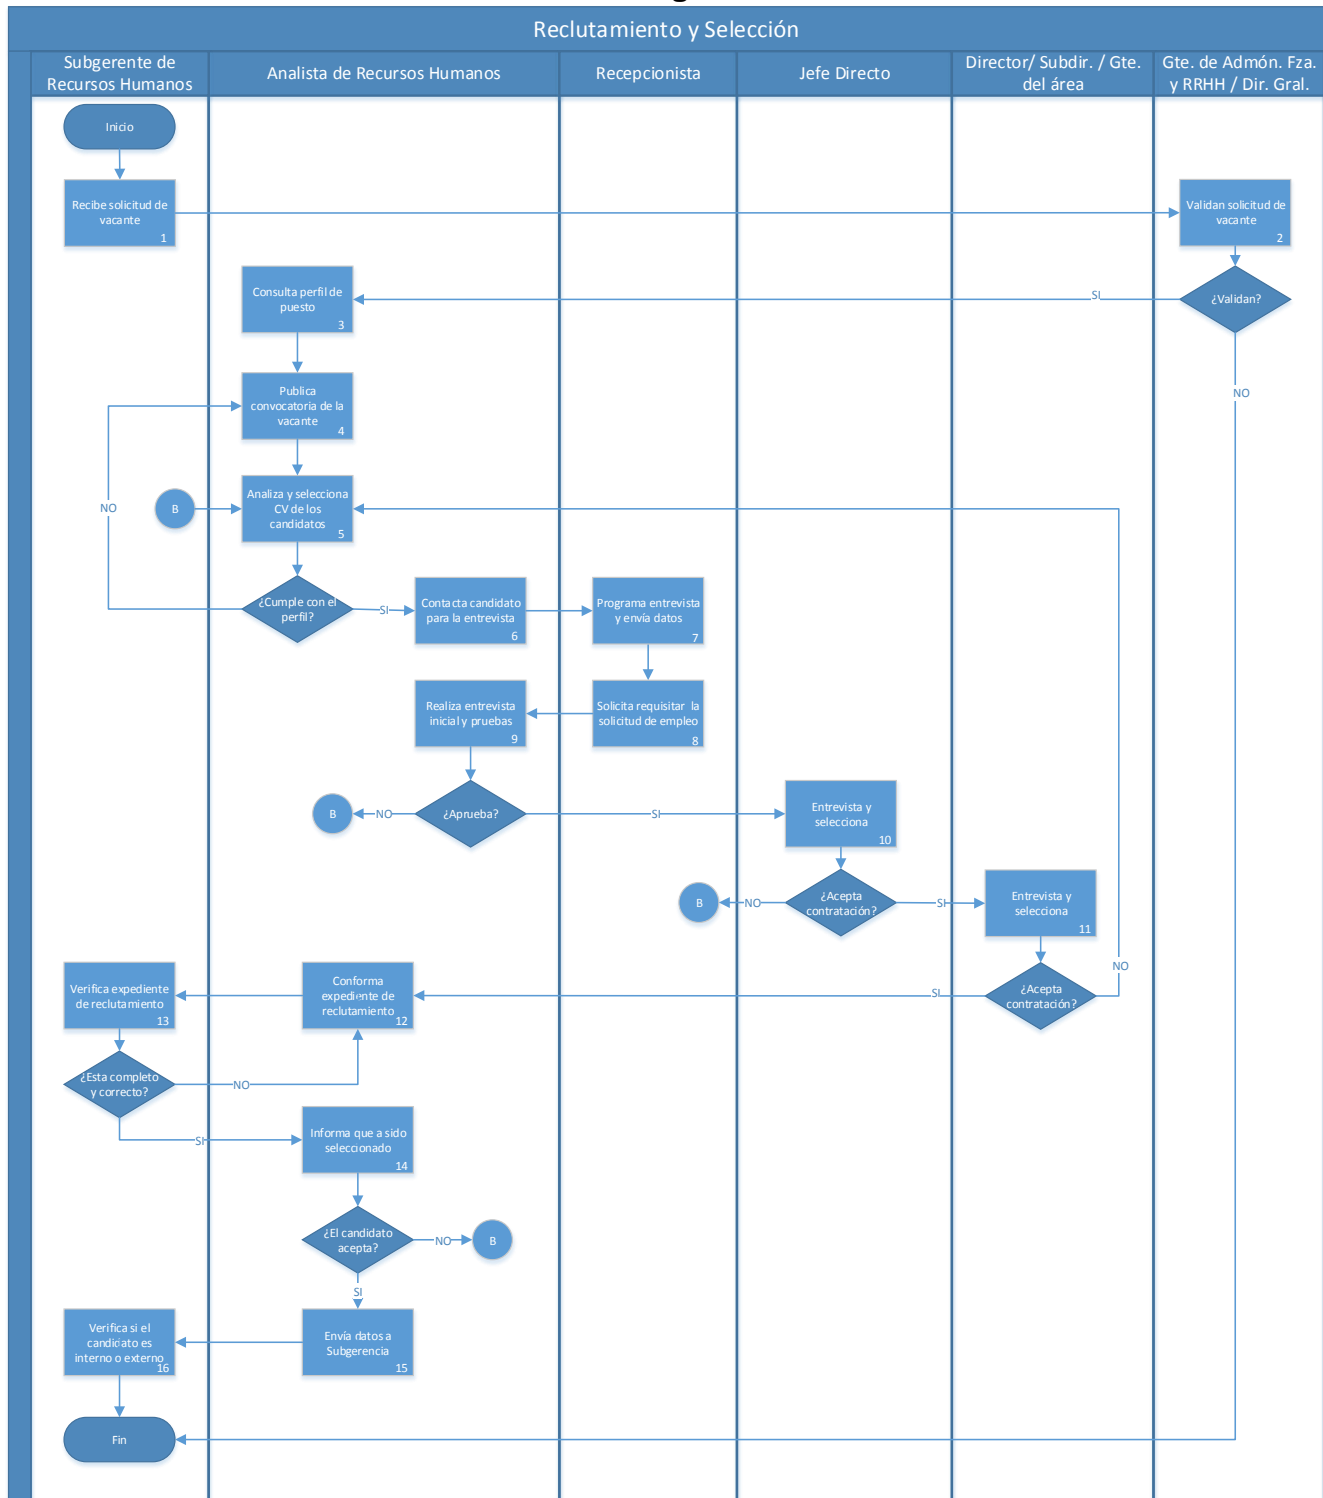 Reclutamiento y Selección
Subgerente de
Recursos Humanos
Analista de Recursos Humanos
Recepcionista
Jefe Directo
Director/ Subdir. / Gte.
del área
Gte. de Admón. Fza.
y RRHH / Dir. Gral.
Inicio
Recibe solicitud de
vacante
1
Validan solicitud de
vacante
2
Consulta perfil de
puesto
3
SI
¿Validan?
NO
Publica
convocatoria de la
vacante
4
NO
B
Analiza y selecciona
CV de los
candidatos
5
¿Cumple con el
perfil?
SI
Contacta candidato
para la entrevista
6
Programa entrevista
y envía datos
7
Realiza entrevista
inicial y pruebas
9
Solicita requisitar la
solicitud de empleo
8
B
NO
¿Aprueba?
SI
Entrevista y
selecciona
10
B
NO
¿Acepta
contratación?
SI
Entrevista y
selecciona
11
NO
Verifica expediente
de reclutamiento
13
Conforma
expediente de
reclutamiento
12
SI
¿Acepta
contratación?
¿Esta completo
y correcto?
NO
SI
Informa que a sido
seleccionado
14
¿El candidato
acepta?
NO
B
SI
Verifica si el
candidato es
interno o externo
16
Envía datos a
Subgerencia
15
Fin